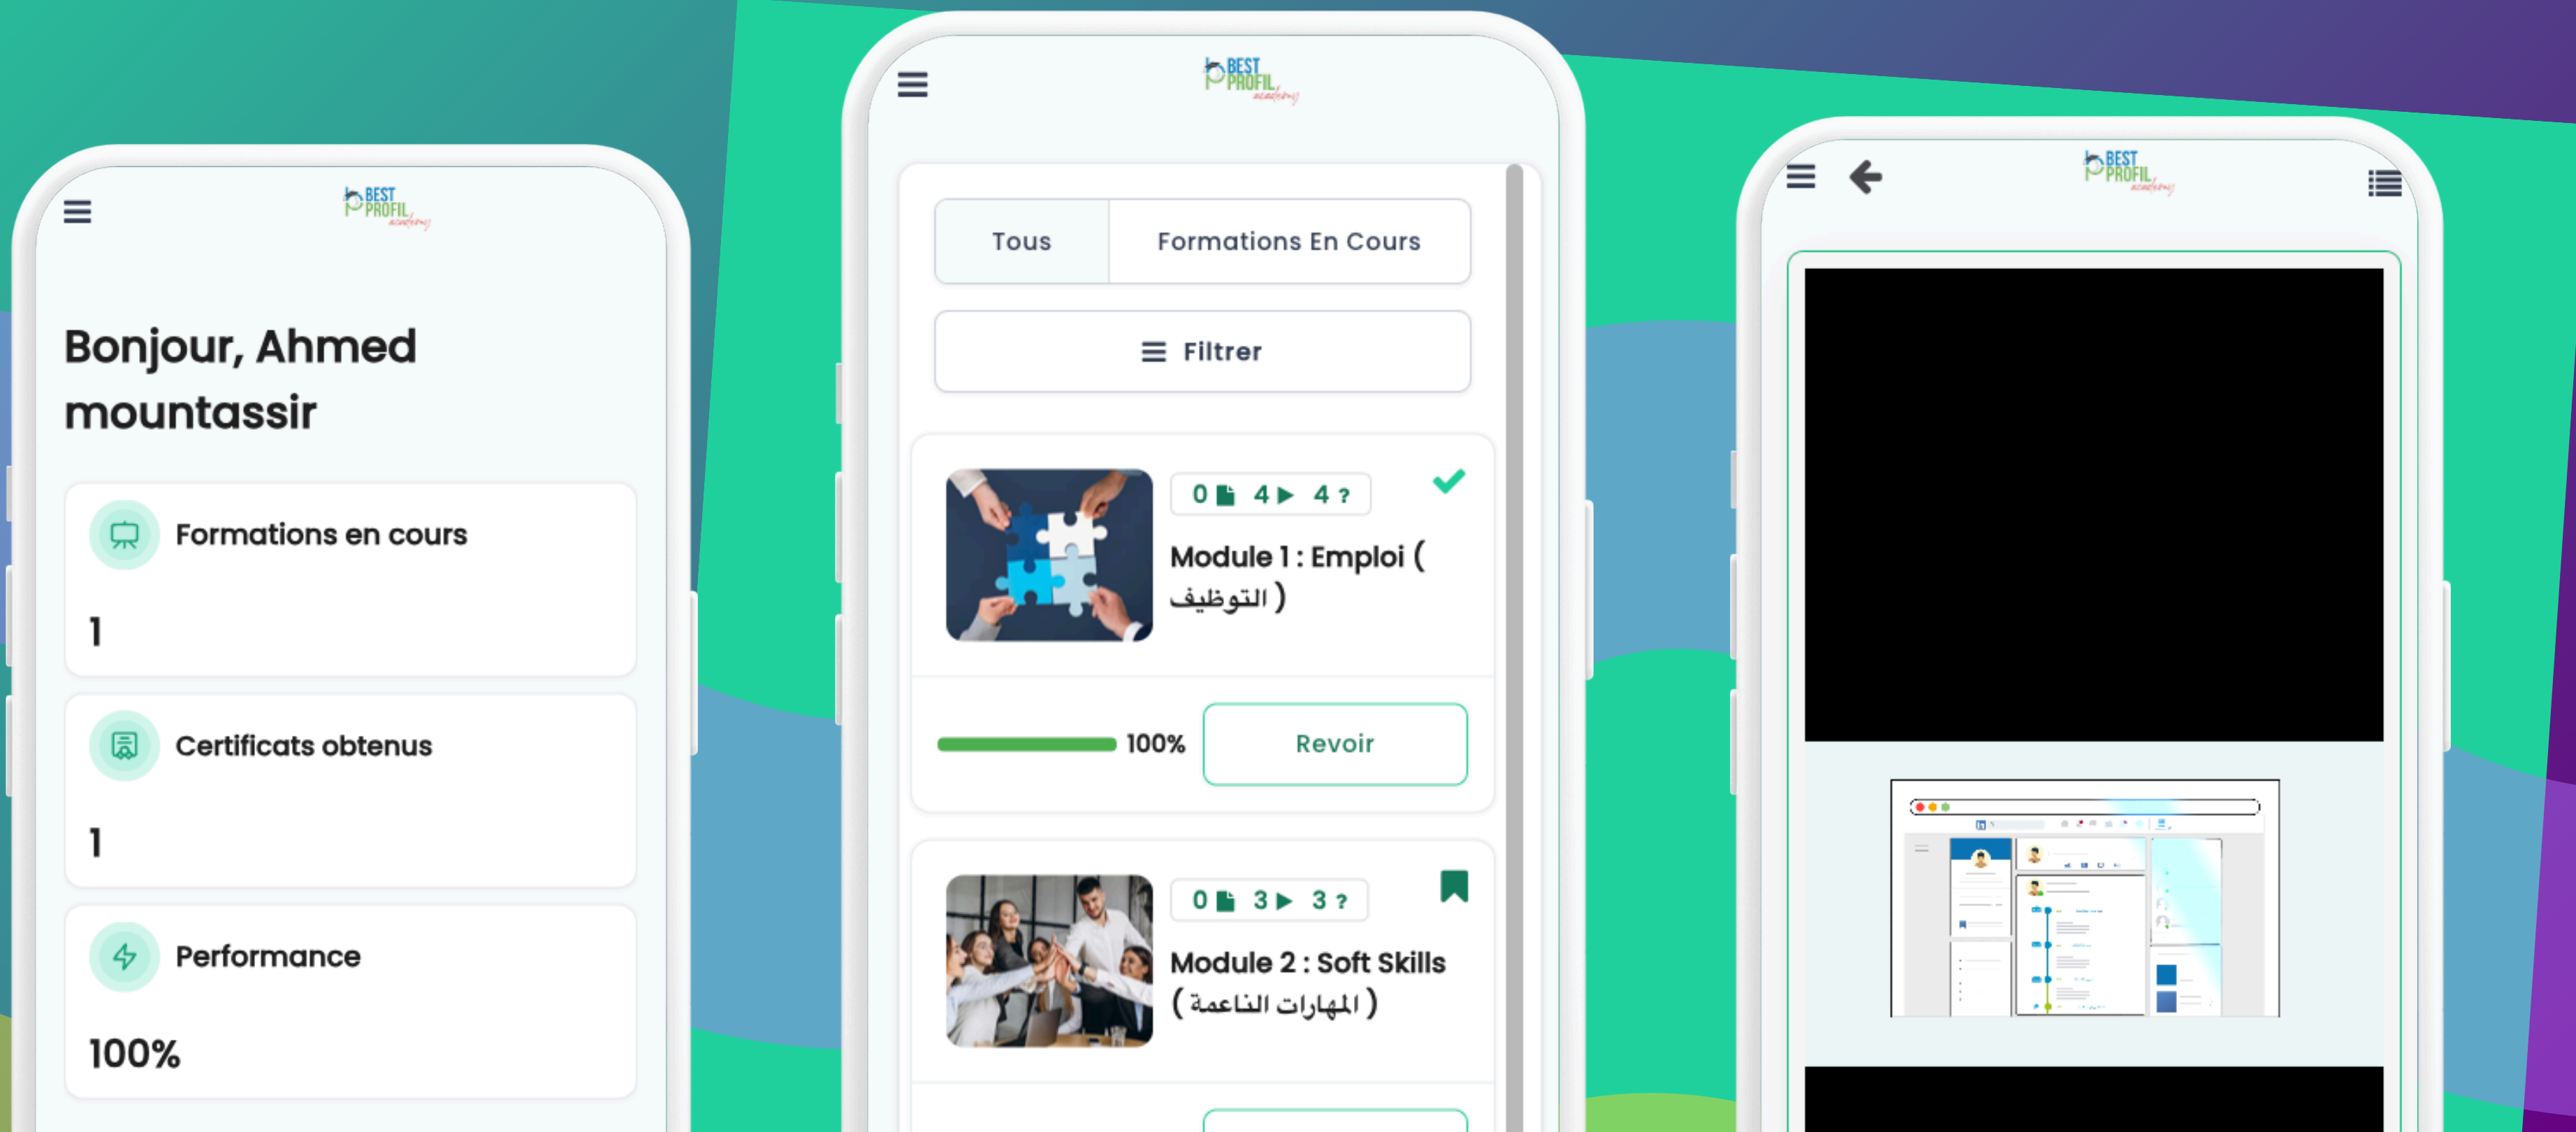 BEST
PROFIL
academy
Bonjour, Ahmed
mountassir
Formations en cours
1
Certificats obtenus
1
Performance
100%
BEST
PROFIL
academy
Tous
Formations En Cours
Filtrer
0 4 4 ?
Module 1 : Emploi (
التوظيف )
100%
Revoir
0 3 3 ?
Module 2 : Soft Skills
( المهارات الناعمة )
BEST
PROFIL
academy